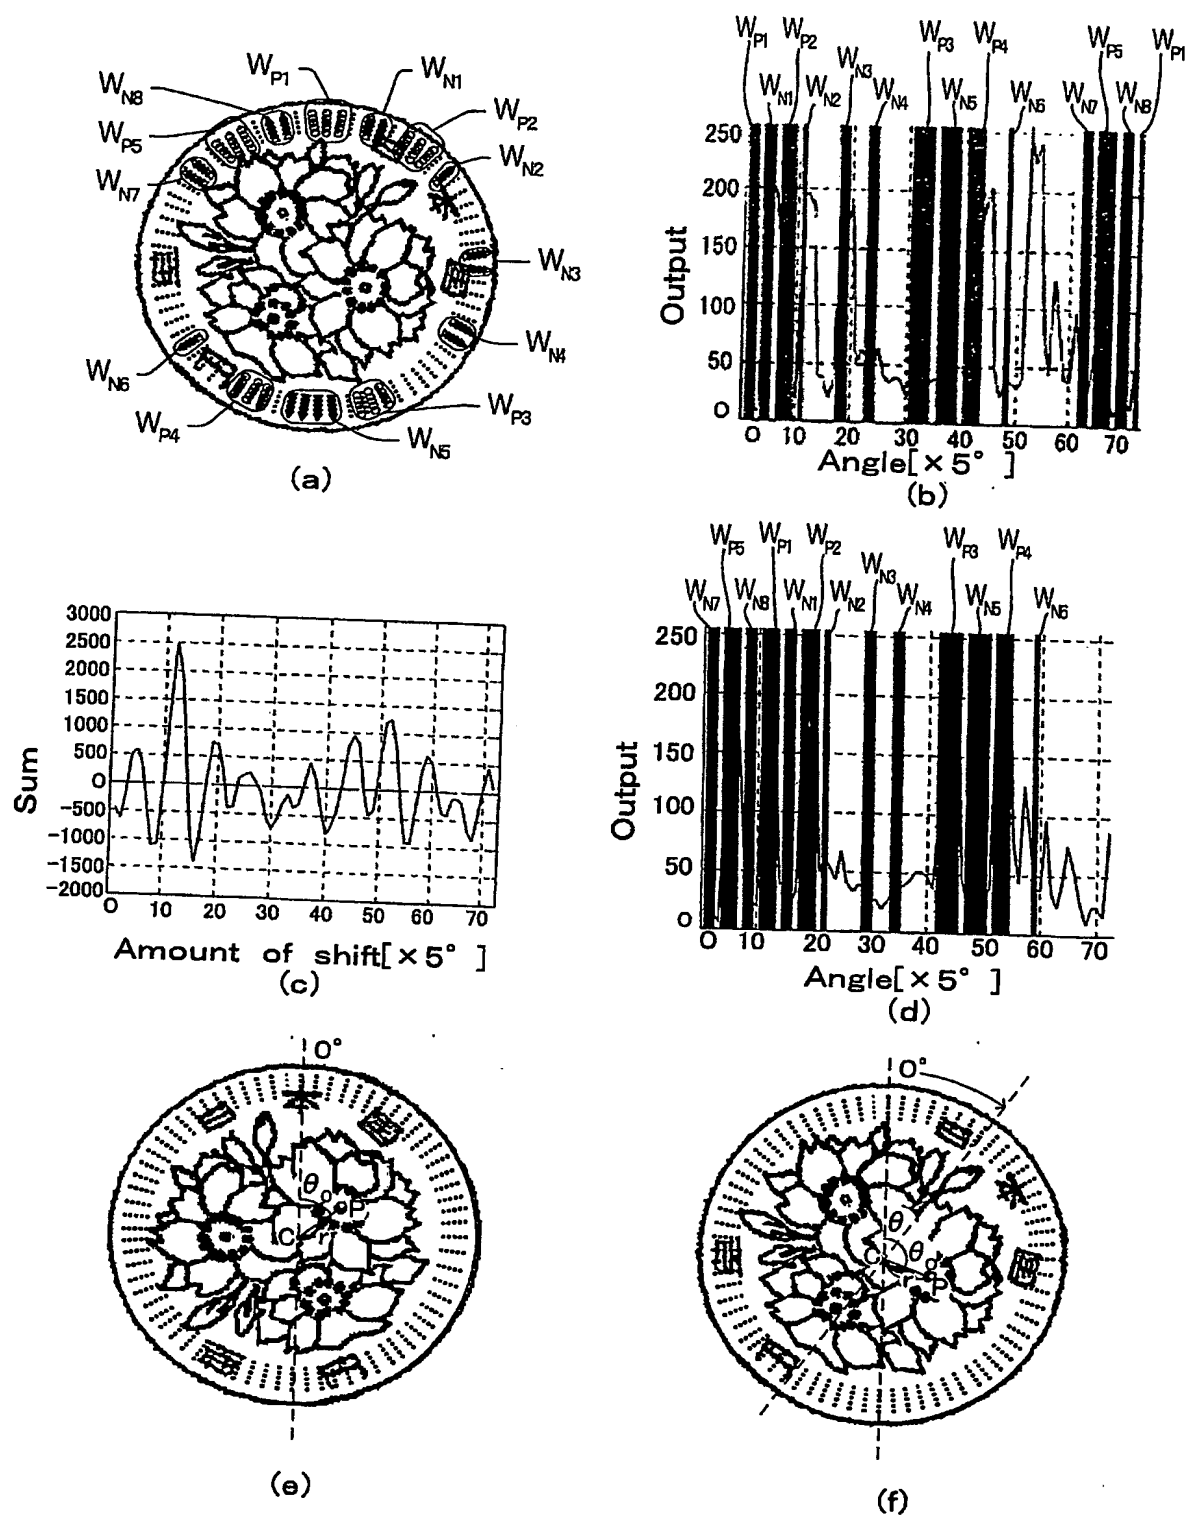 W_P1
W_N1
W_N8
W_P2
W_P5
W_N2
W_N7
W_N3
W_N4
W_N6
W_P3
W_P4
W_N5
(a)
W_P1 W_P2 W_P3 W_P4 W_P5 W_P1
W_N3
W_N1 W_N2 W_N4 W_N5 W_N6 W_N7 W_N8
250
200
150
100
50
0
Output
0 10 20 30 40 50 60 70
Angle[×5° ]
(b)
3000
2500
2000
1500
1000
500
0
-500
-1000
-1500
-2000
Sum
0 10 20 30 40 50 60 70
Amount of shift[×5° ]
(c)
W_P5 W_P1 W_P2 W_P3 W_P4
W_N3
W_N7 W_N8 W_N1 W_N2 W_N4 W_N5 W_N6
250
200
150
100
50
0
Output
0 10 20 30 40 50 60 70
Angle[×5° ]
(d)
0°
θ₀
P
C
r
(e)
0°
θ
θ₀
C
r
P
(f)